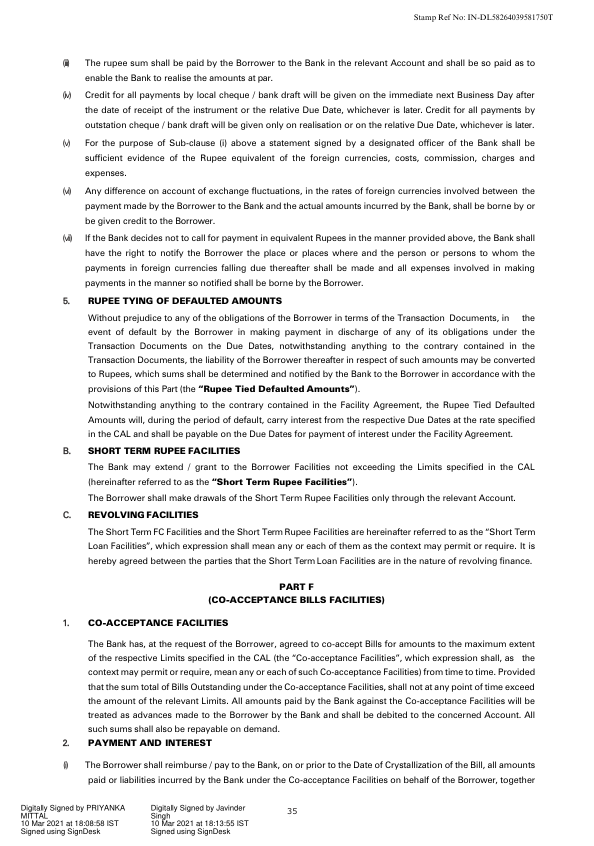 Stamp Ref No: IN-DL58264039581750T
(iii) The rupee sum shall be paid by the Borrower to the Bank in the relevant Account and shall be so paid as to
enable the Bank to realise the amounts at par.
(iv) Credit for all payments by local cheque / bank draft will be given on the immediate next Business Day after
the date of receipt of the instrument or the relative Due Date, whichever is later. Credit for all payments by
outstation cheque / bank draft will be given only on realisation or on the relative Due Date, whichever is later.
(v) For the purpose of Sub-clause (i) above a statement signed by a designated officer of the Bank shall be
sufficient evidence of the Rupee equivalent of the foreign currencies, costs, commission, charges and
expenses.
(vi) Any difference on account of exchange fluctuations, in the rates of foreign currencies involved between the
payment made by the Borrower to the Bank and the actual amounts incurred by the Bank, shall be borne by or
be given credit to the Borrower.
(vii) If the Bank decides not to call for payment in equivalent Rupees in the manner provided above, the Bank shall
have the right to notify the Borrower the place or places where and the person or persons to whom the
payments in foreign currencies falling due thereafter shall be made and all expenses involved in making
payments in the manner so notified shall be borne by the Borrower.
5. RUPEE TYING OF DEFAULTED AMOUNTS
Without prejudice to any of the obligations of the Borrower in terms of the Transaction Documents, in the
event of default by the Borrower in making payment in discharge of any of its obligations under the
Transaction Documents on the Due Dates, notwithstanding anything to the contrary contained in the
Transaction Documents, the liability of the Borrower thereafter in respect of such amounts may be converted
to Rupees, which sums shall be determined and notified by the Bank to the Borrower in accordance with the
provisions of this Part (the “Rupee Tied Defaulted Amounts”).
Notwithstanding anything to the contrary contained in the Facility Agreement, the Rupee Tied Defaulted
Amounts will, during the period of default, carry interest from the respective Due Dates at the rate specified
in the CAL and shall be payable on the Due Dates for payment of interest under the Facility Agreement.
B. SHORT TERM RUPEE FACILITIES
The Bank may extend / grant to the Borrower Facilities not exceeding the Limits specified in the CAL
(hereinafter referred to as the “Short Term Rupee Facilities”).
The Borrower shall make drawals of the Short Term Rupee Facilities only through the relevant Account.
C. REVOLVING FACILITIES
The Short Term FC Facilities and the Short Term Rupee Facilities are hereinafter referred to as the “Short Term
Loan Facilities”, which expression shall mean any or each of them as the context may permit or require. It is
hereby agreed between the parties that the Short Term Loan Facilities are in the nature of revolving finance.
PART F
(CO-ACCEPTANCE BILLS FACILITIES)
1. CO-ACCEPTANCE FACILITIES
The Bank has, at the request of the Borrower, agreed to co-accept Bills for amounts to the maximum extent
of the respective Limits specified in the CAL (the “Co-acceptance Facilities”, which expression shall, as the
context may permit or require, mean any or each of such Co-acceptance Facilities) from time to time. Provided
that the sum total of Bills Outstanding under the Co-acceptance Facilities, shall not at any point of time exceed
the amount of the relevant Limits. All amounts paid by the Bank against the Co-acceptance Facilities will be
treated as advances made to the Borrower by the Bank and shall be debited to the concerned Account. All
such sums shall also be repayable on demand.
2. PAYMENT AND INTEREST
(i) The Borrower shall reimburse / pay to the Bank, on or prior to the Date of Crystallization of the Bill, all amounts
paid or liabilities incurred by the Bank under the Co-acceptance Facilities on behalf of the Borrower, together
Digitally Signed by PRIYANKA
MITTAL
10 Mar 2021 at 18:08:58 IST
Signed using SignDesk
Digitally Signed by Javinder
Singh
10 Mar 2021 at 18:13:55 IST
Signed using SignDesk
35